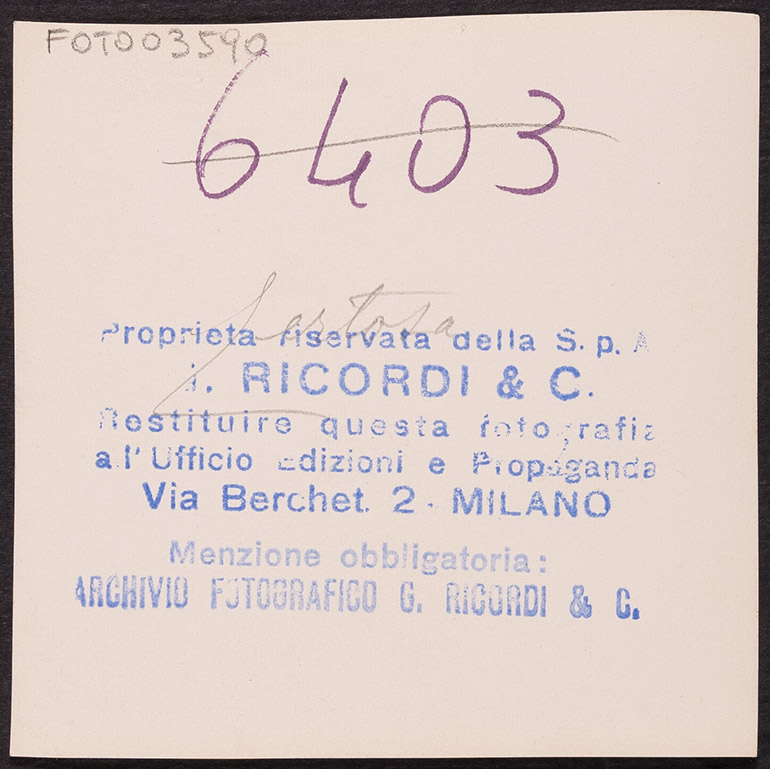 FOTO03590
6403
Proprieta riservata della S. p. A
i. RICORDI & C.
Restituire questa fotografia
all'Ufficio Edizioni e Propaganda
Via Berchet. 2 - MILANO
Menzione obbligatoria:
ARCHIVIO FOTOGRAFICO G. RICORDI & C.